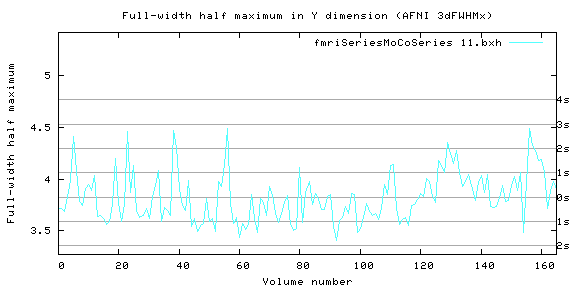 Full-width half maximum in Y dimension (AFNI 3dFWHMx)
fmriSeriesMoCoSeries 11.bxh
Full-width half maximum
5
4.5
4
3.5
4s
3s
2s
1s
0s
1s
2s
0 20 40 60 80 100 120 140 160
Volume number